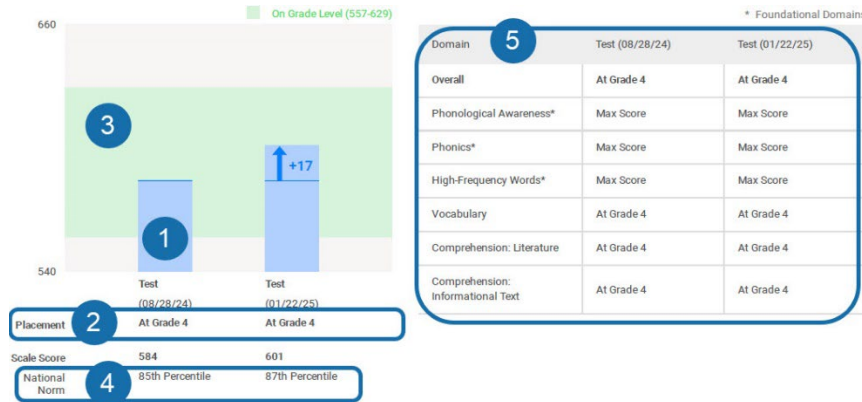 On Grade Level (557-629)
660
3
+17
1
540
Test
(08/28/24)
Test
(01/22/25)
Placement
2
At Grade 4
At Grade 4
Scale Score
584
601
National
Norm
4
85th Percentile
87th Percentile
* Foundational Domains
Domain
5
Test (08/28/24)
Test (01/22/25)
Overall
At Grade 4
At Grade 4
Phonological Awareness*
Max Score
Max Score
Phonics*
Max Score
Max Score
High-Frequency Words*
Max Score
Max Score
Vocabulary
At Grade 4
At Grade 4
Comprehension: Literature
At Grade 4
At Grade 4
Comprehension:
Informational Text
At Grade 4
At Grade 4